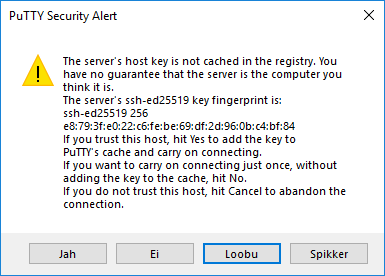 PuTTY Security Alert
The server's host key is not cached in the registry. You
have no guarantee that the server is the computer you
think it is.
The server's ssh-ed25519 key fingerprint is:
ssh-ed25519 256
e8:79:3f:e0:22:c6:fe:be:69:df:2d:96:0b:c4:bf:84
If you trust this host, hit Yes to add the key to
PuTTY's cache and carry on connecting.
If you want to carry on connecting just once, without
adding the key to the cache, hit No.
If you do not trust this host, hit Cancel to abandon the
connection.
Jah Ei Loobu Spikker